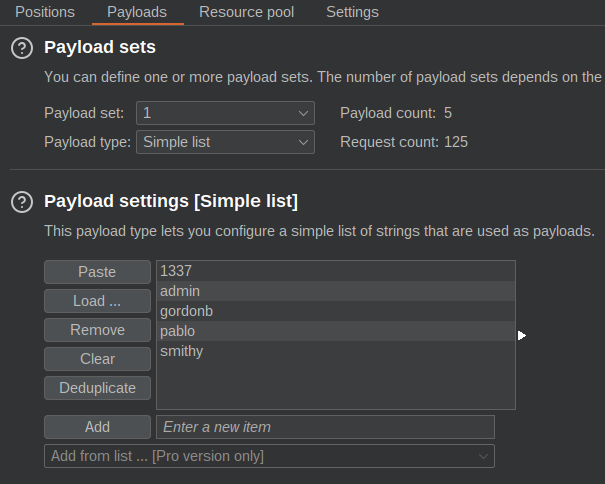 Positions Payloads Resource pool Settings
? Payload sets
You can define one or more payload sets. The number of payload sets depends on the
Payload set: 1 Payload count: 5
Payload type: Simple list Request count: 125
? Payload settings [Simple list]
This payload type lets you configure a simple list of strings that are used as payloads.
Paste
Load ...
Remove
Clear
Deduplicate
1337
admin
gordonb
pablo
smithy
Add Enter a new item
Add from list ... [Pro version only]